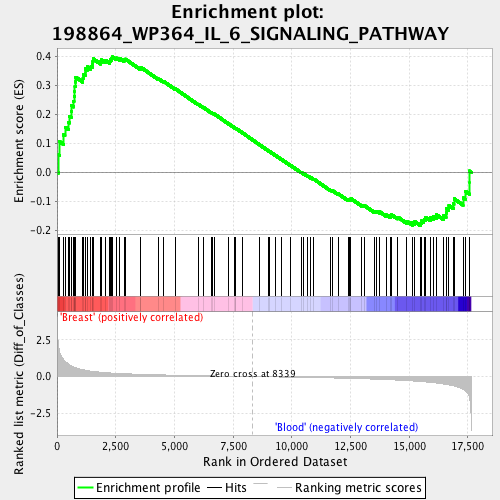 Enrichment plot:
198864_WP364_IL_6_SIGNALING_PATHWAY
Enrichment score (ES)
0.4
0.3
0.2
0.1
0.0
-0.1
-0.2
'Breast' (positively correlated)
Ranked list metric (Diff_of_Classes)
2.5
0.0
-2.5
Zero cross at 8339
'Blood' (negatively correlated)
0
2,500
5,000
7,500
10,000
12,500
15,000
17,500
Rank in Ordered Dataset
Enrichment profile
Hits
Ranking metric scores